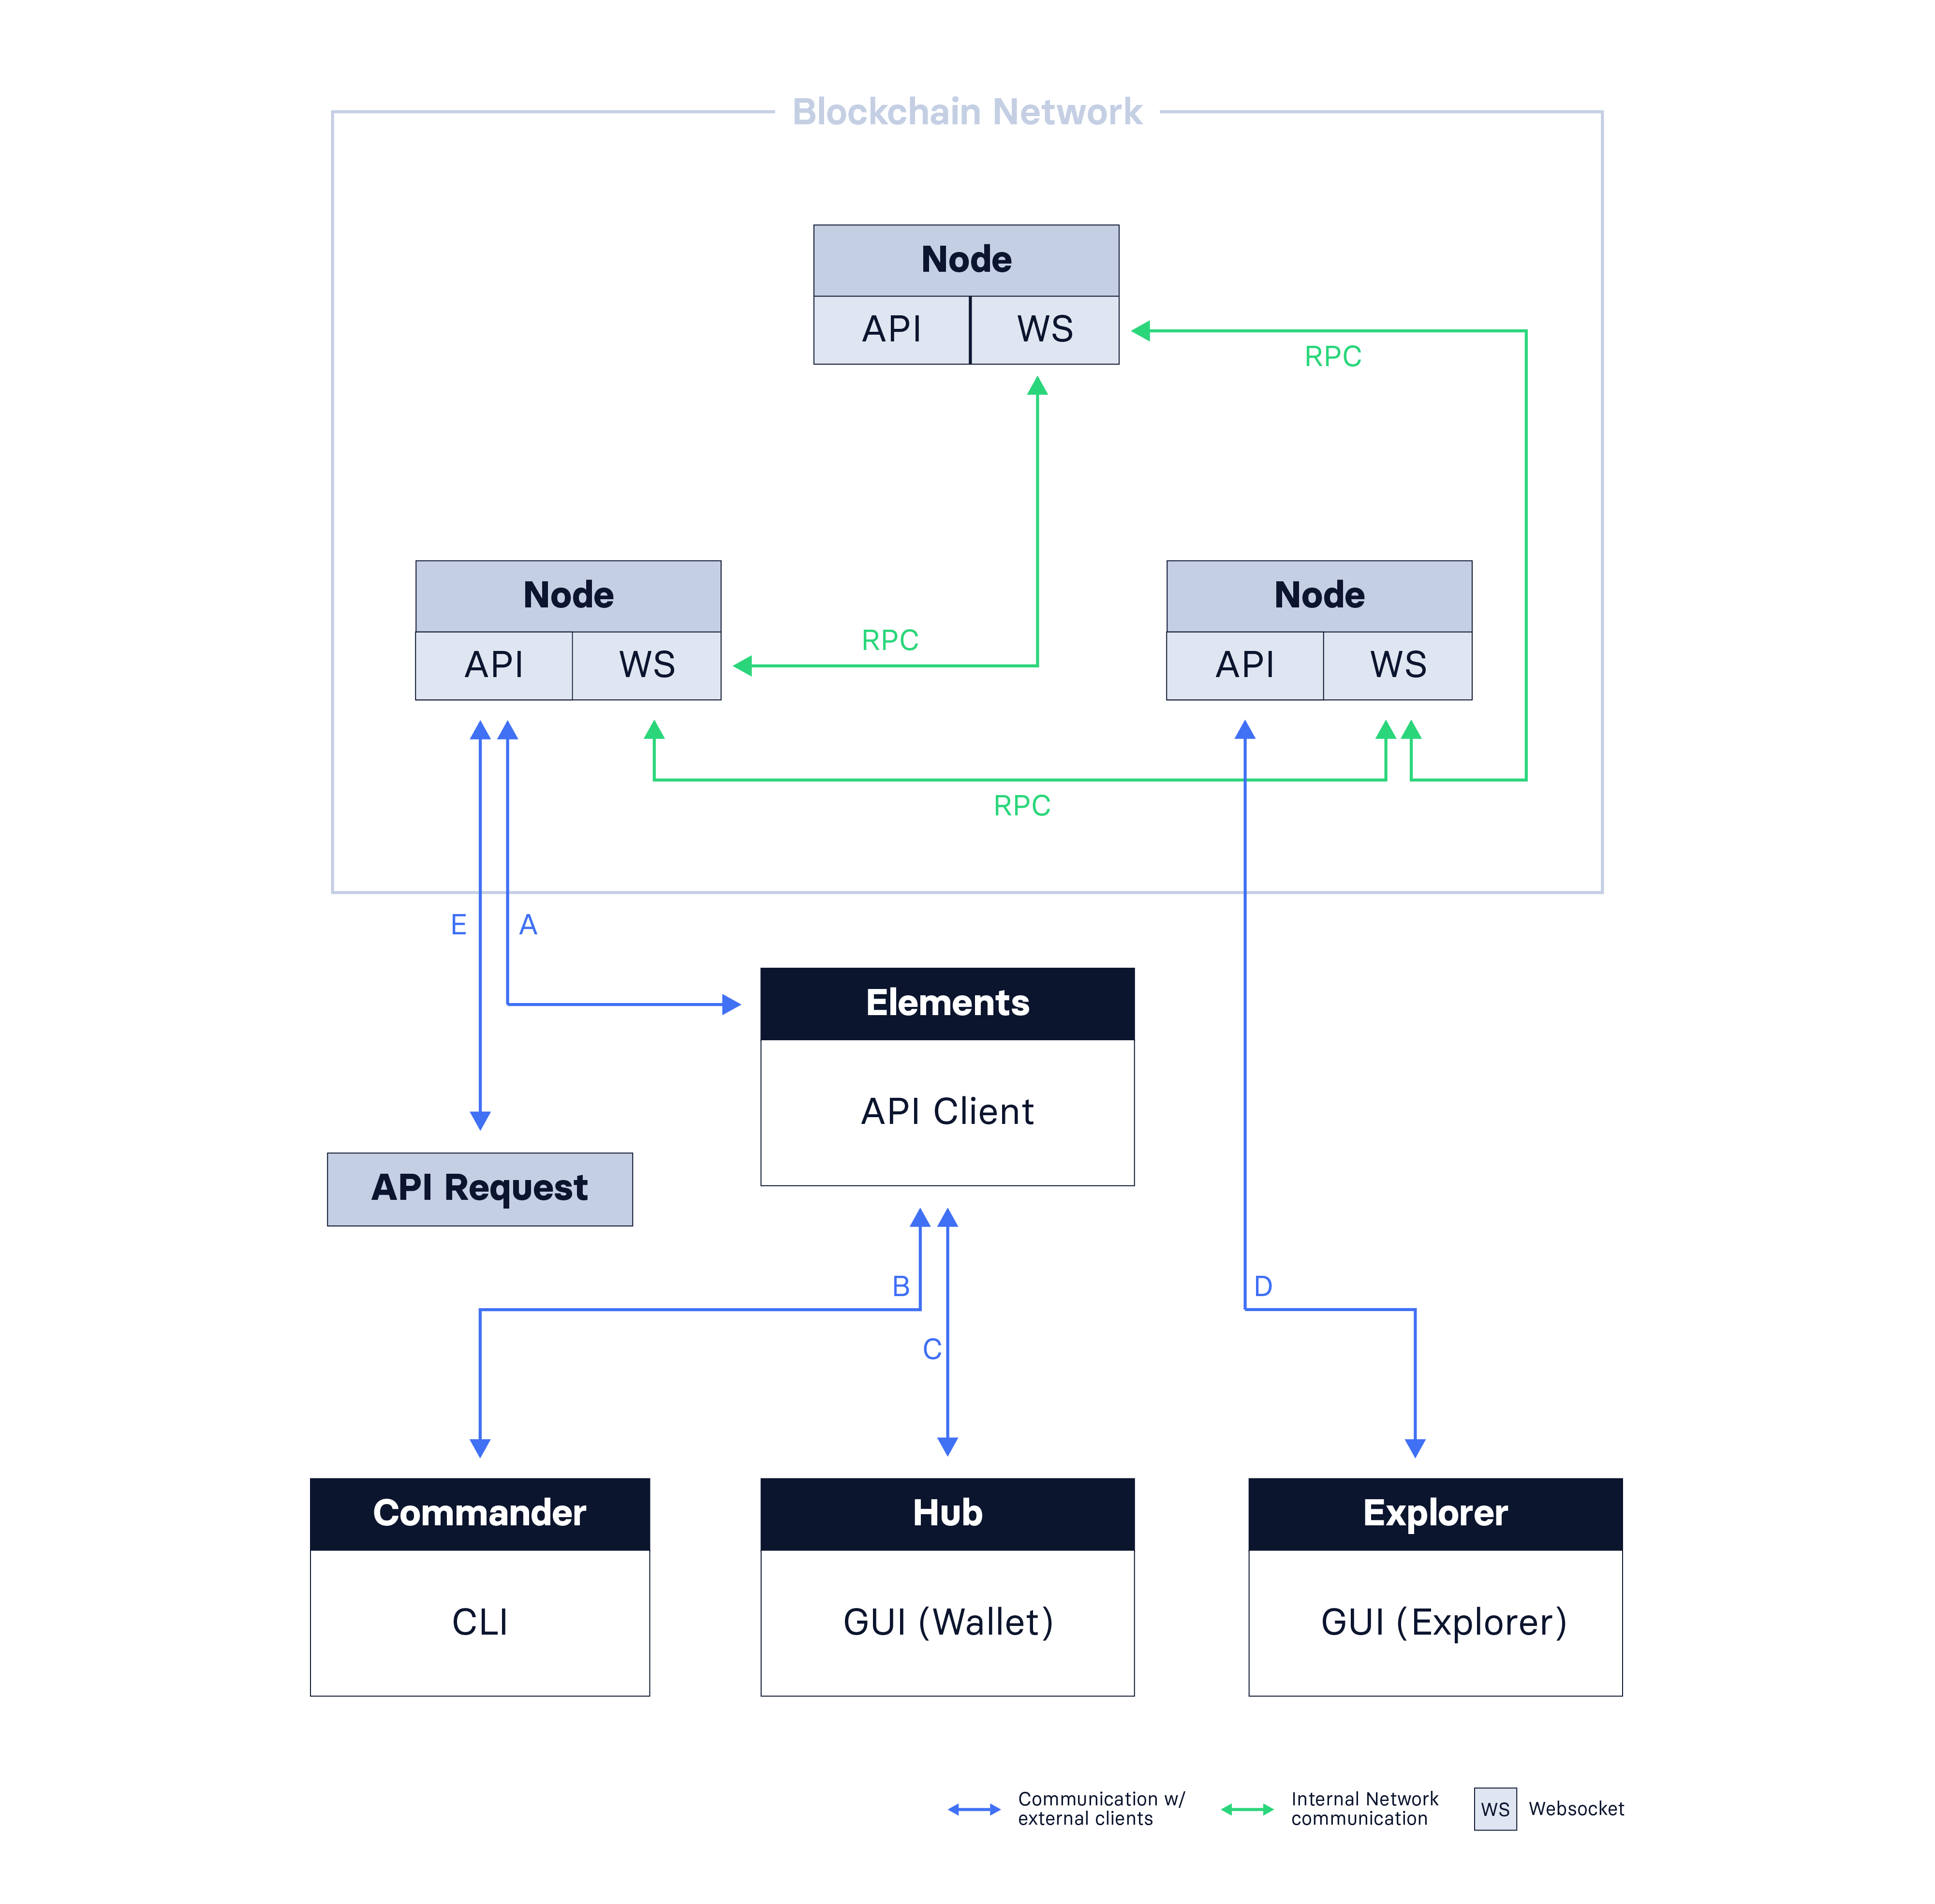 Blockchain Network
Node
API WS
RPC
Node
API WS
RPC
Node
API WS
RPC
E
A
Elements
API Client
API Request
B
C
D
Commander
CLI
Hub
GUI (Wallet)
Explorer
GUI (Explorer)
Communication w/
external clients
Internal Network
communication
WS
Websocket